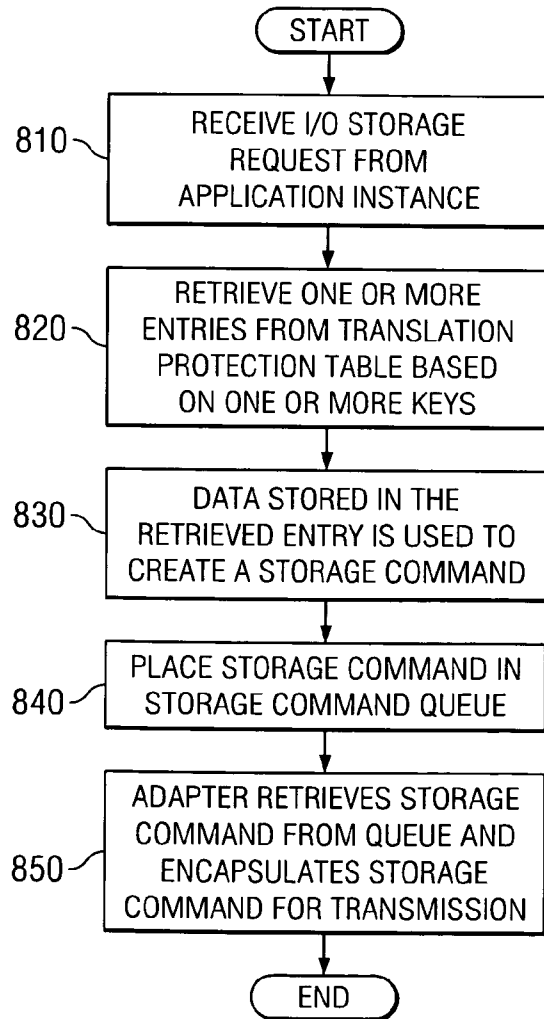 START
810
RECEIVE I/O STORAGE
REQUEST FROM
APPLICATION INSTANCE
820
RETRIEVE ONE OR MORE
ENTRIES FROM TRANSLATION
PROTECTION TABLE BASED
ON ONE OR MORE KEYS
830
DATA STORED IN THE
RETRIEVED ENTRY IS USED TO
CREATE A STORAGE COMMAND
840
PLACE STORAGE COMMAND IN
STORAGE COMMAND QUEUE
850
ADAPTER RETRIEVES STORAGE
COMMAND FROM QUEUE AND
ENCAPSULATES STORAGE
COMMAND FOR TRANSMISSION
END